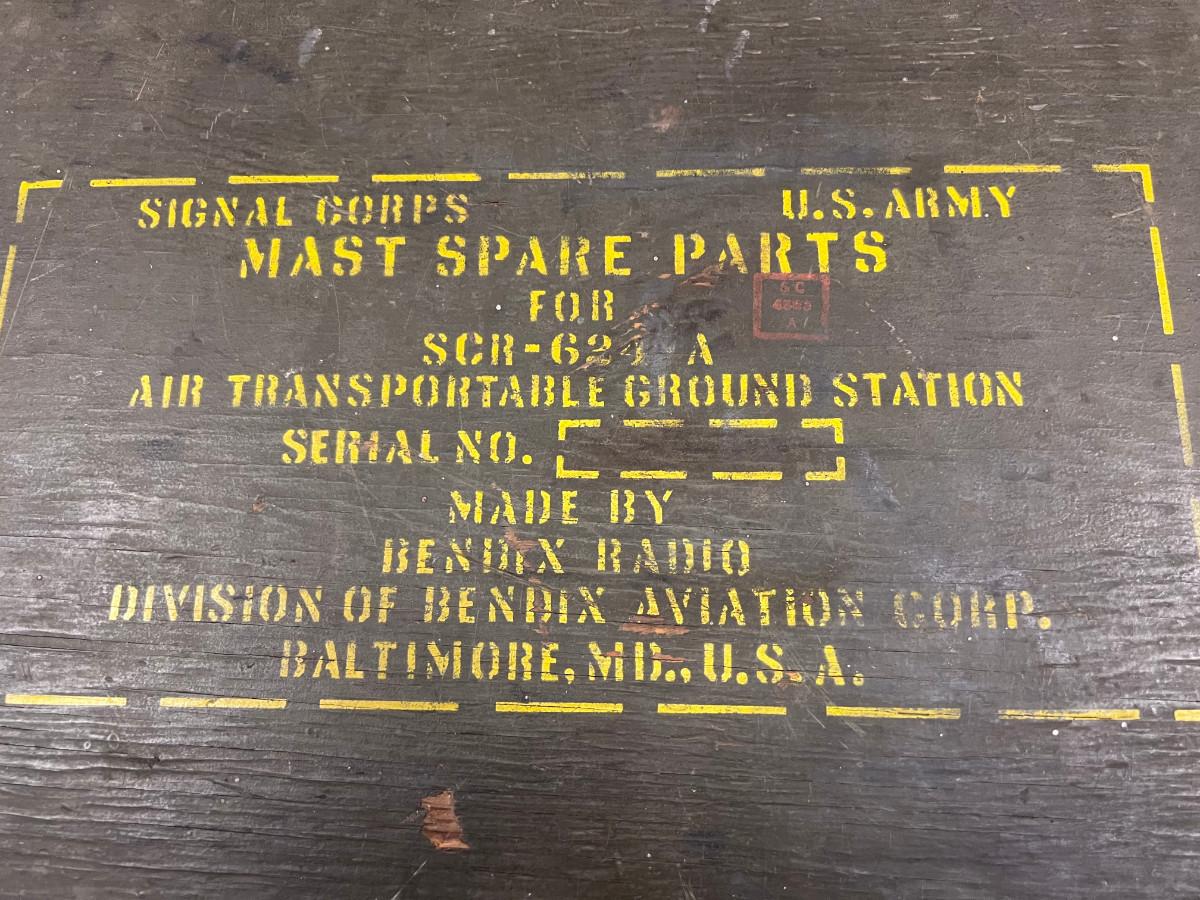 SIGNAL CORPS U.S. ARMY
MAST SPARE PARTS
FOR
SC
A
SCR-624 A
AIR TRANSPORTABLE GROUND STATION
SERIAL NO.
MADE BY
BENDIX RADIO
DIVISION OF BENDIX AVIATION CORP.
BALTIMORE, MD., U.S.A.